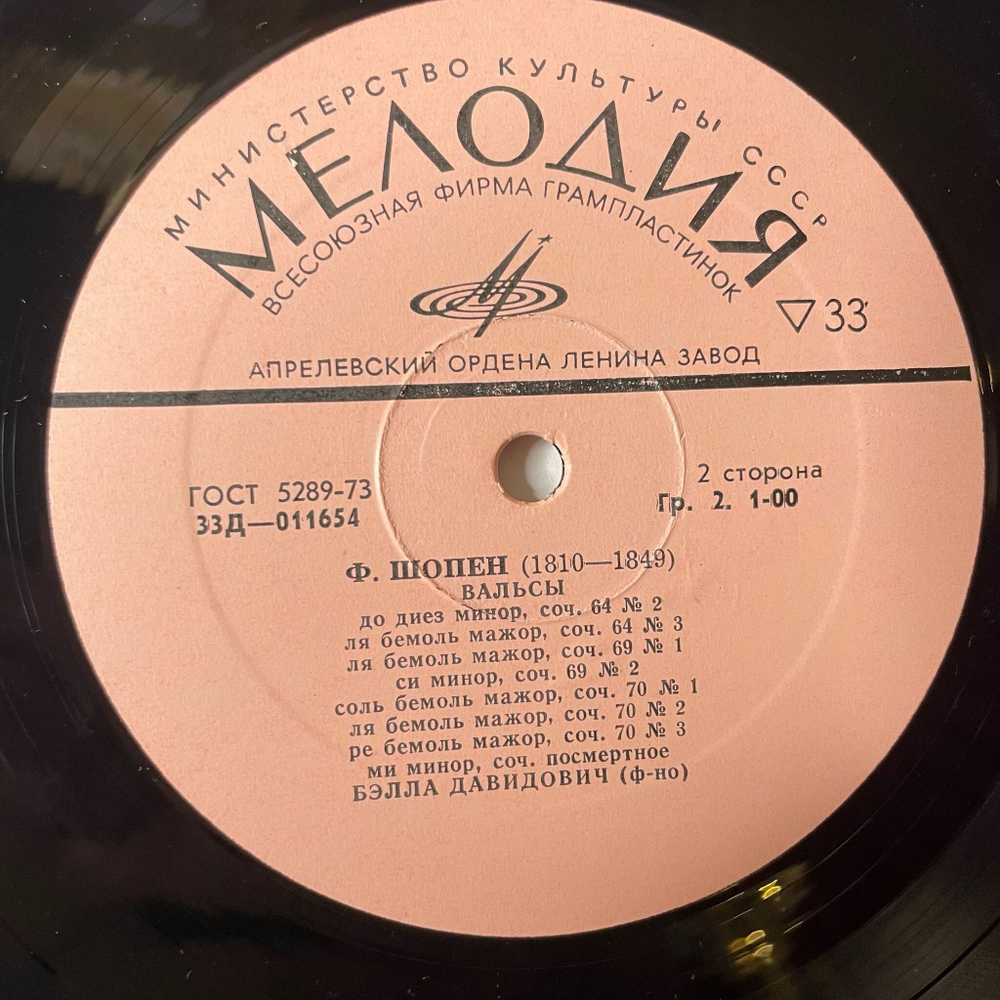 МИНИСТЕРСТВО КУЛЬТУРЫ СССР
МЕЛОДИЯ
ВСЕСОЮЗНАЯ ФИРМА ГРАМПЛАСТИНОК
▽33
АПРЕЛЕВСКИЙ ОРДЕНА ЛЕНИНА ЗАВОД
ГОСТ 5289-73
33Д—011654
2 сторона
Гр. 2. 1-00
Ф. ШОПЕН (1810—1849)
ВАЛЬСЫ
до диез минор, соч. 64 № 2
ля бемоль мажор, соч. 64 № 3
ля бемоль мажор, соч. 69 № 1
си минор, соч. 69 № 2
соль бемоль мажор, соч. 70 № 1
ля бемоль мажор, соч. 70 № 2
ре бемоль мажор, соч. 70 № 3
ми минор, соч. посмертное
БЭЛЛА ДАВИДОВИЧ (ф-но)